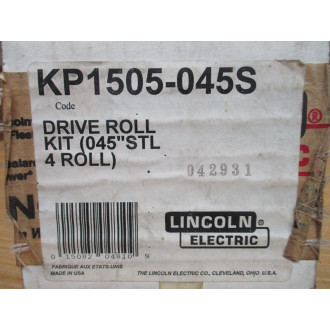 KP1505-045S
Code
DRIVE ROLL
KIT (045"STL
4 ROLL)
042931
LINCOLN
ELECTRIC
FABRIQUE AUX ETATS-UNIS
MADE IN USA
THE LINCOLN ELECTRIC CO., CLEVELAND, OHIO U.S.A.